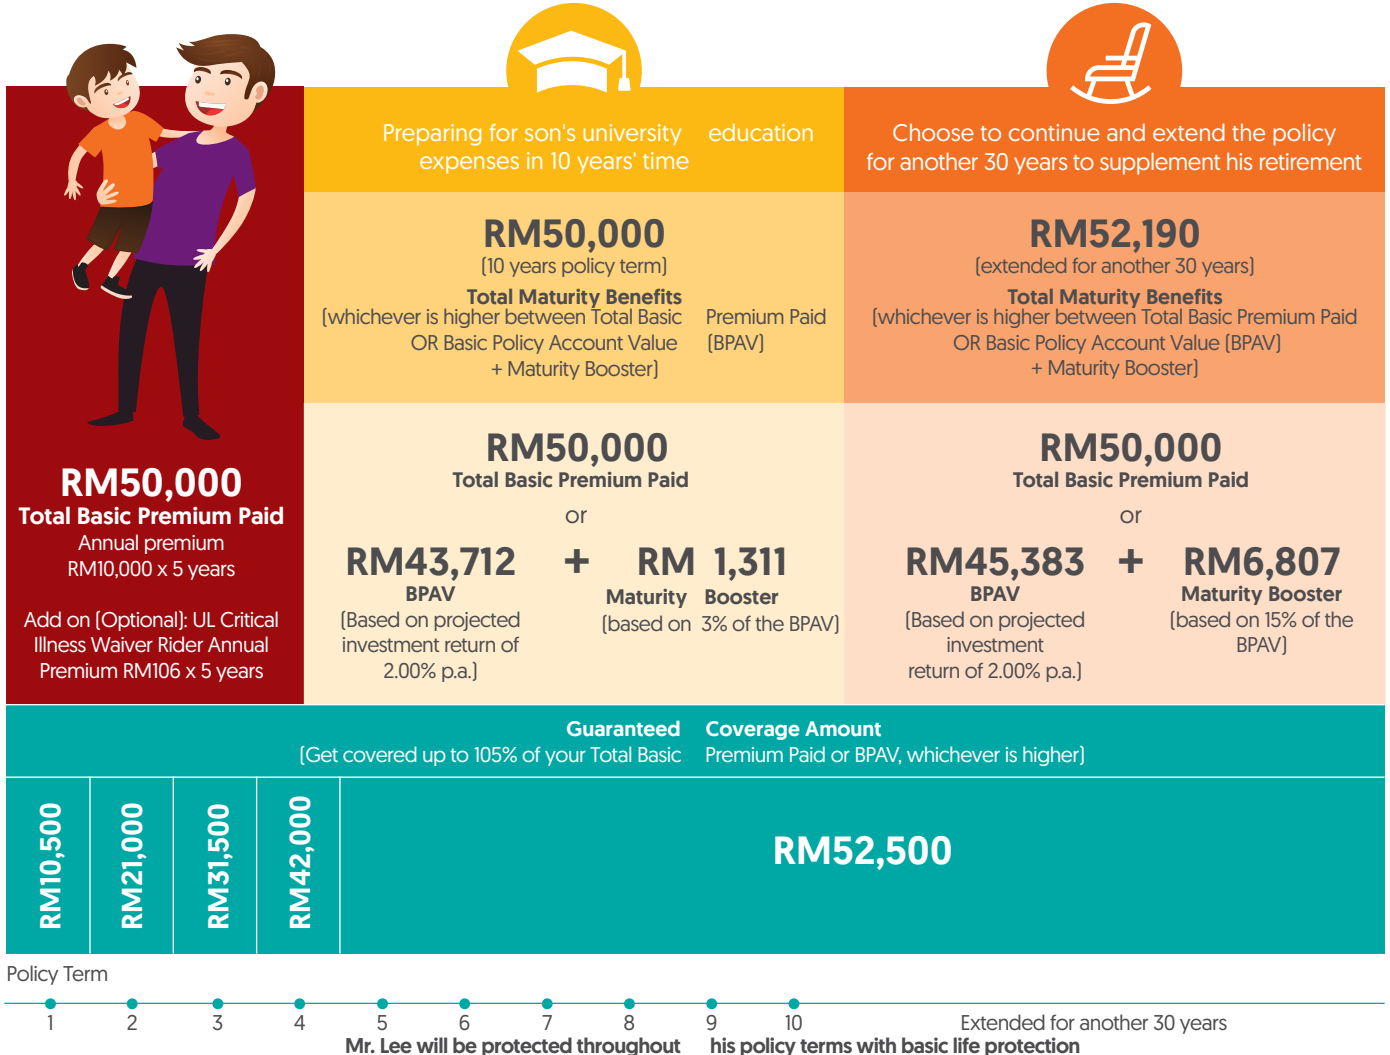 Preparing for son's university education
expenses in 10 years' time
Choose to continue and extend the policy
for another 30 years to supplement his retirement
RM50,000
(10 years policy term)
Total Maturity Benefits
(whichever is higher between Total Basic Premium Paid
OR Basic Policy Account Value (BPAV)
+ Maturity Booster)
RM52,190
(extended for another 30 years)
Total Maturity Benefits
(whichever is higher between Total Basic Premium Paid
OR Basic Policy Account Value (BPAV)
+ Maturity Booster)
RM50,000
Total Basic Premium Paid
Annual premium
RM10,000 x 5 years
Add on (Optional): UL Critical
Illness Waiver Rider Annual
Premium RM106 x 5 years
RM50,000
Total Basic Premium Paid
or
RM43,712
BPAV
(Based on projected
investment return of
2.00% p.a.)
+
RM 1,311
Maturity Booster
(based on 3% of the BPAV)
RM50,000
Total Basic Premium Paid
or
RM45,383
BPAV
(Based on projected
investment
return of 2.00% p.a.)
+
RM6,807
Maturity Booster
(based on 15% of the
BPAV)
Guaranteed Coverage Amount
(Get covered up to 105% of your Total Basic Premium Paid or BPAV, whichever is higher)
RM10,500
RM21,000
RM31,500
RM42,000
RM52,500
Policy Term
1 2 3 4 5 6 7 8 9 10 Extended for another 30 years
Mr. Lee will be protected throughout his policy terms with basic life protection